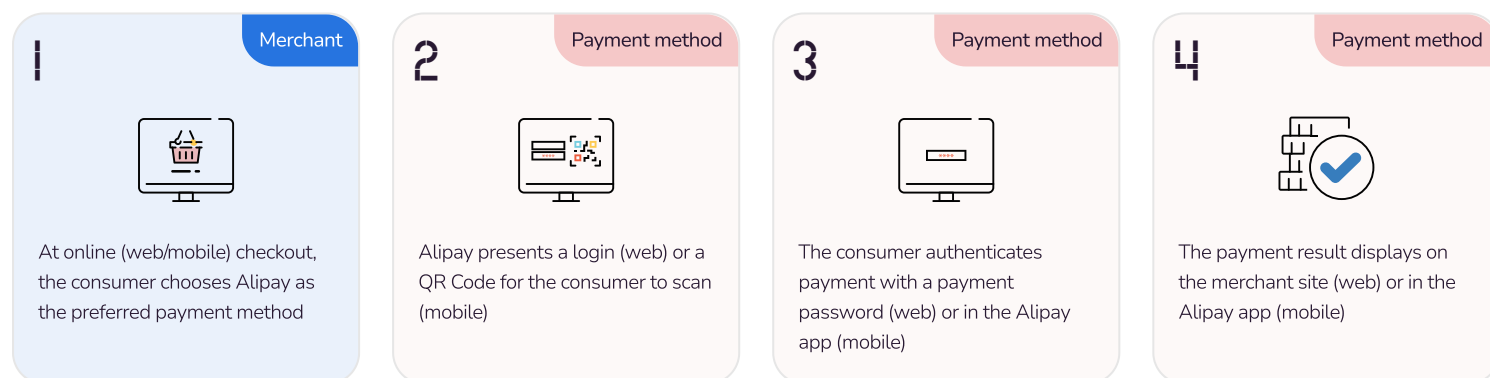 1
Merchant
At online (web/mobile) checkout,
the consumer chooses Alipay as
the preferred payment method
2
Payment method
Alipay presents a login (web) or a
QR Code for the consumer to scan
(mobile)
3
Payment method
The consumer authenticates
payment with a payment
password (web) or in the Alipay
app (mobile)
4
Payment method
The payment result displays on
the merchant site (web) or in the
Alipay app (mobile)